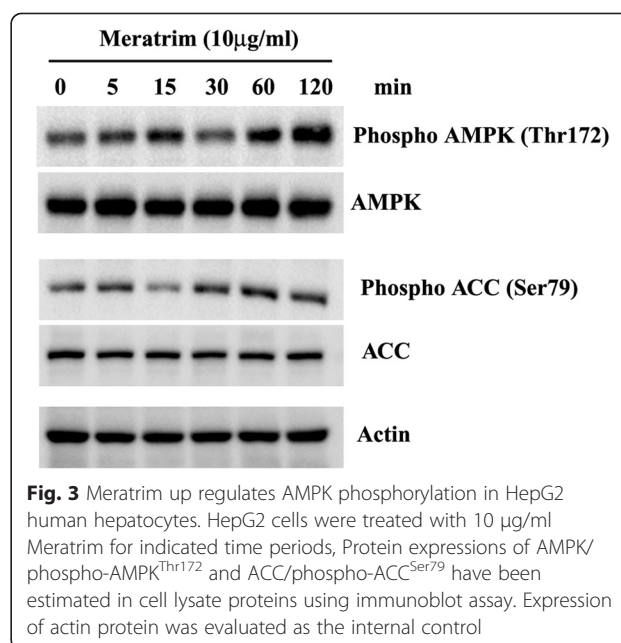 Meratrim (10µg/ml)
0 5 15 30 60 120 min
Phospho AMPK (Thr172)
AMPK
Phospho ACC (Ser79)
ACC
Actin
Fig. 3 Meratrim up regulates AMPK phosphorylation in HepG2
human hepatocytes. HepG2 cells were treated with 10 µg/ml
Meratrim for indicated time periods, Protein expressions of AMPK/
phospho-AMPKThr172 and ACC/phospho-ACCSer79 have been
estimated in cell lysate proteins using immunoblot assay. Expression
of actin protein was evaluated as the internal control